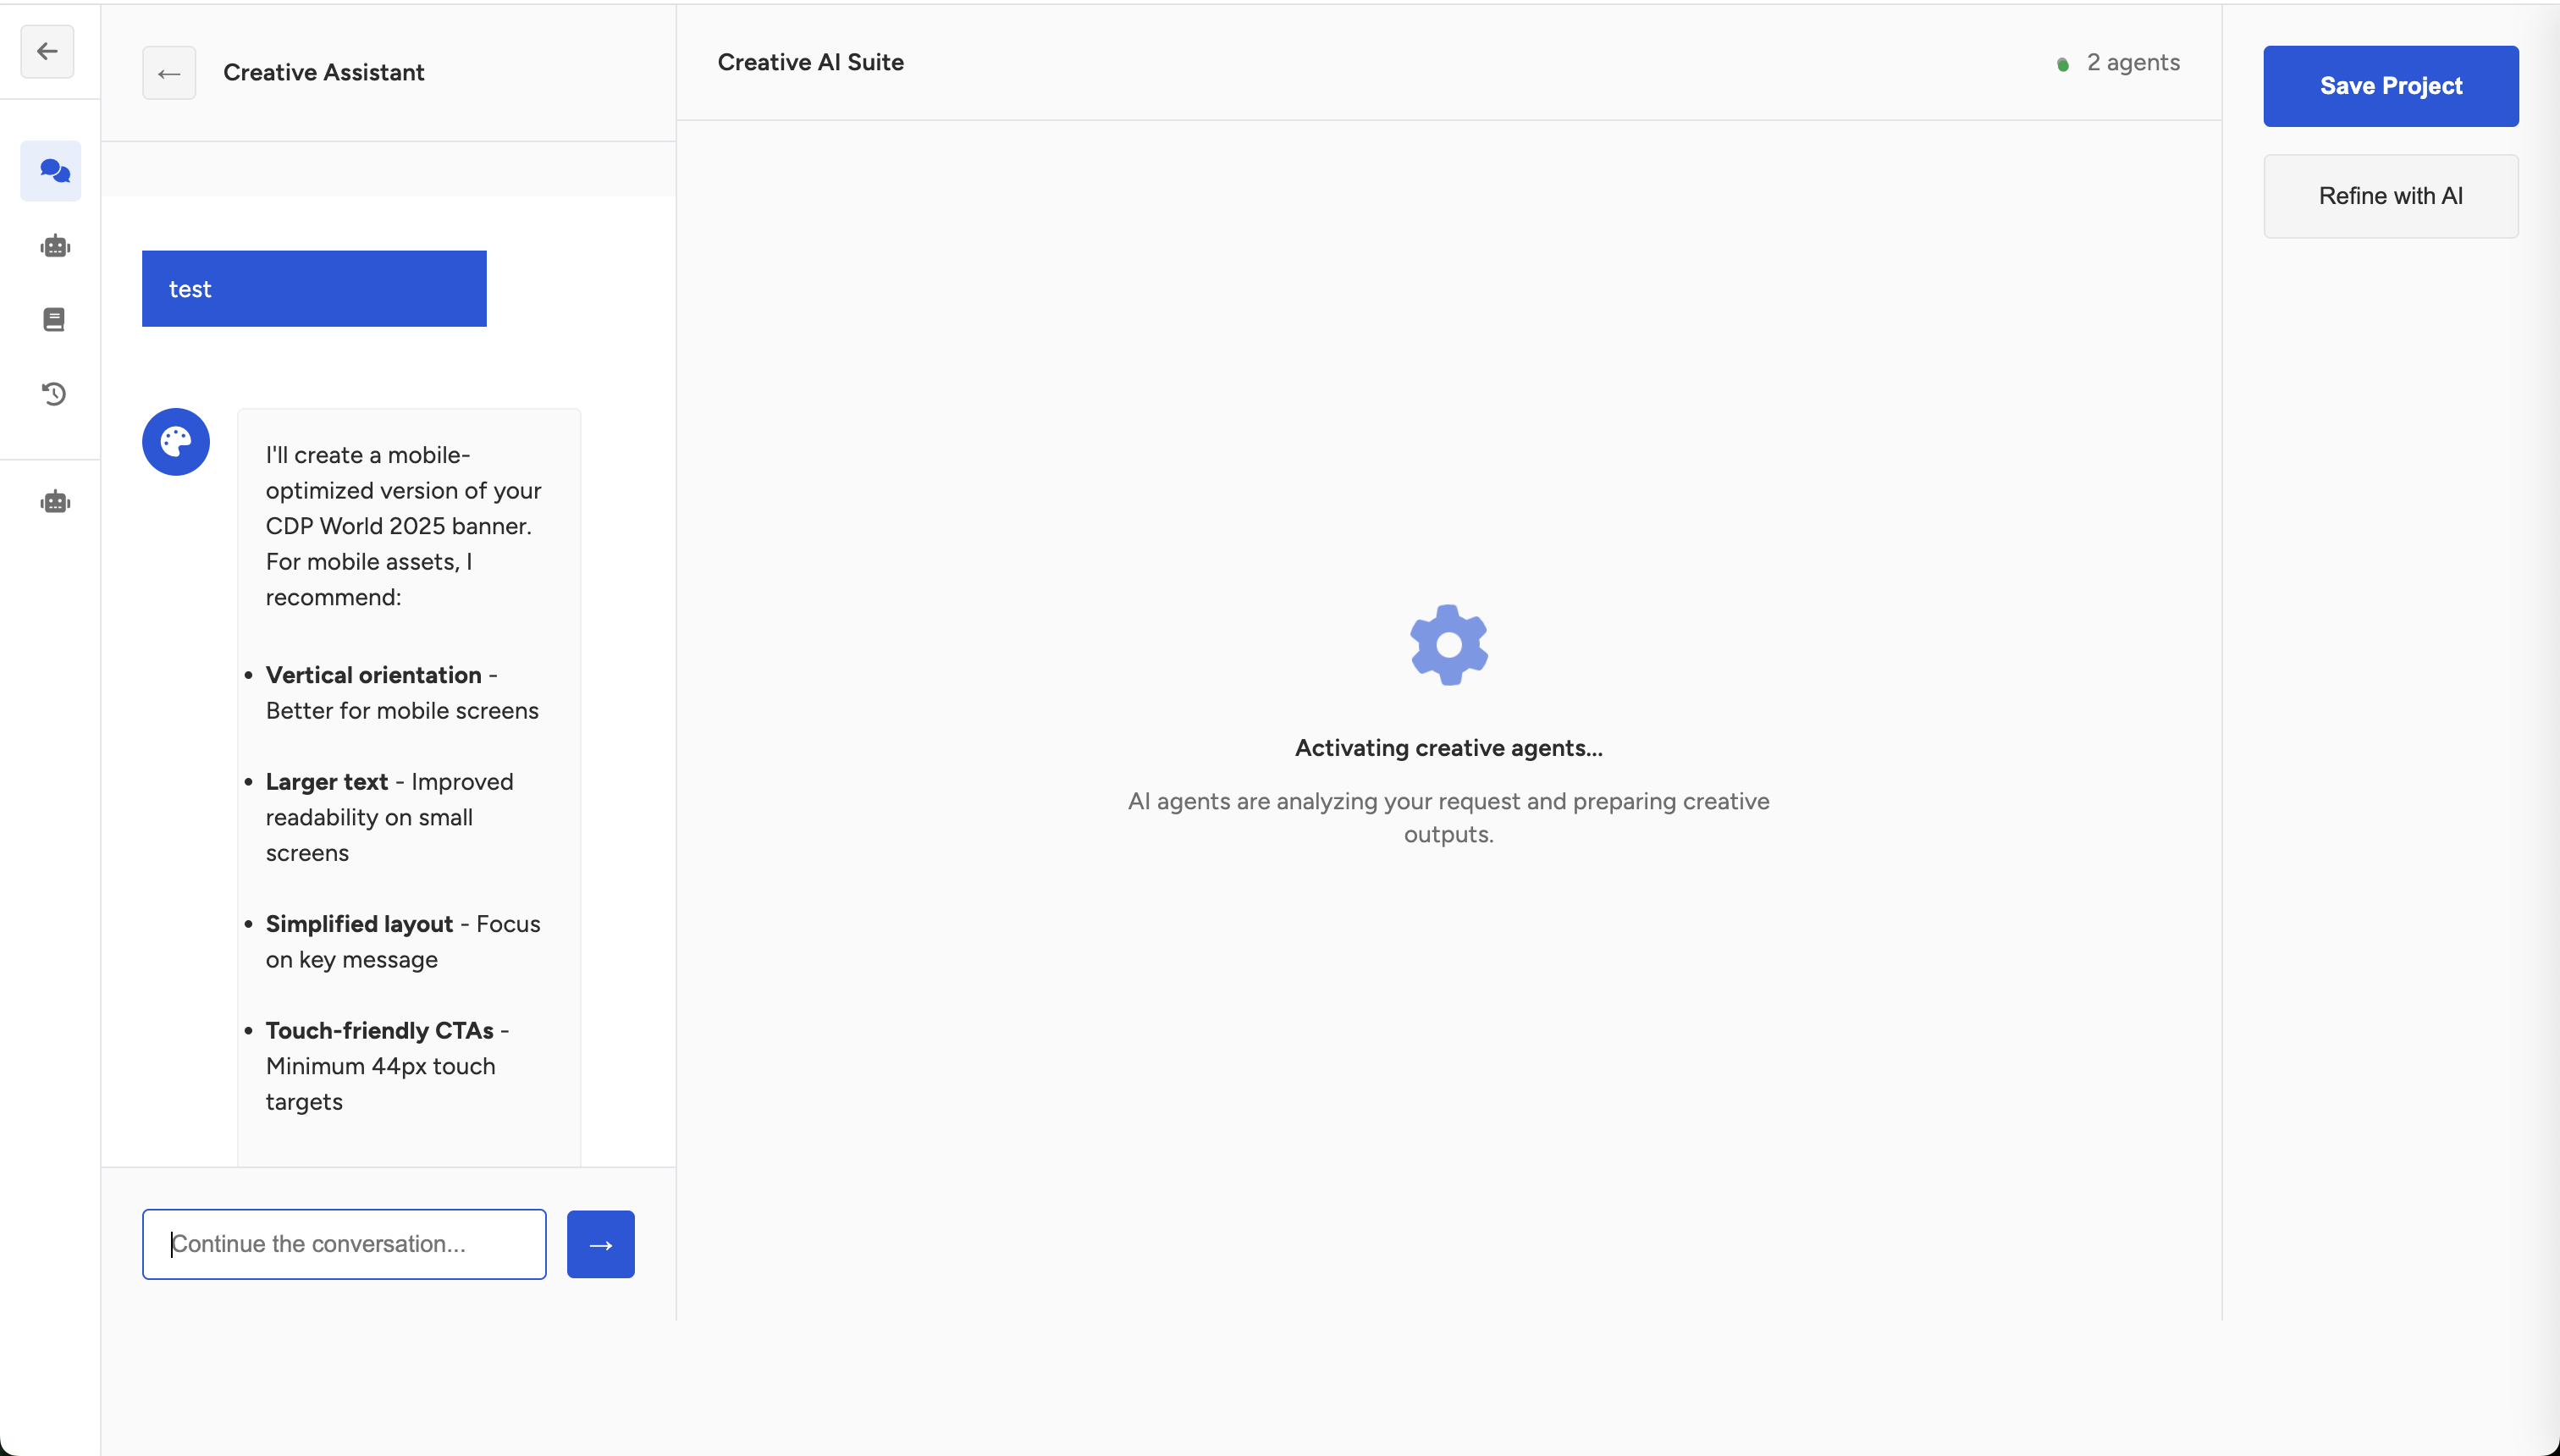 Creative Assistant
test
I'll create a mobile-
optimized version of your
CDP World 2025 banner.
For mobile assets, I
recommend:
• Vertical orientation -
Better for mobile screens
• Larger text - Improved
readability on small
screens
• Simplified layout - Focus
on key message
• Touch-friendly CTAs -
Minimum 44px touch
targets
Continue the conversation...
→
Creative AI Suite
2 agents
Activating creative agents...
AI agents are analyzing your request and preparing creative
outputs.
Save Project
Refine with AI